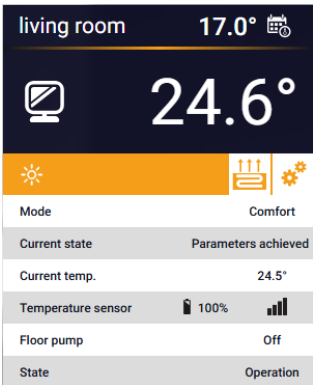 living room 17.0°
24.6°
Mode Comfort
Current state Parameters achieved
Current temp. 24.5°
Temperature sensor 100%
Floor pump Off
State Operation